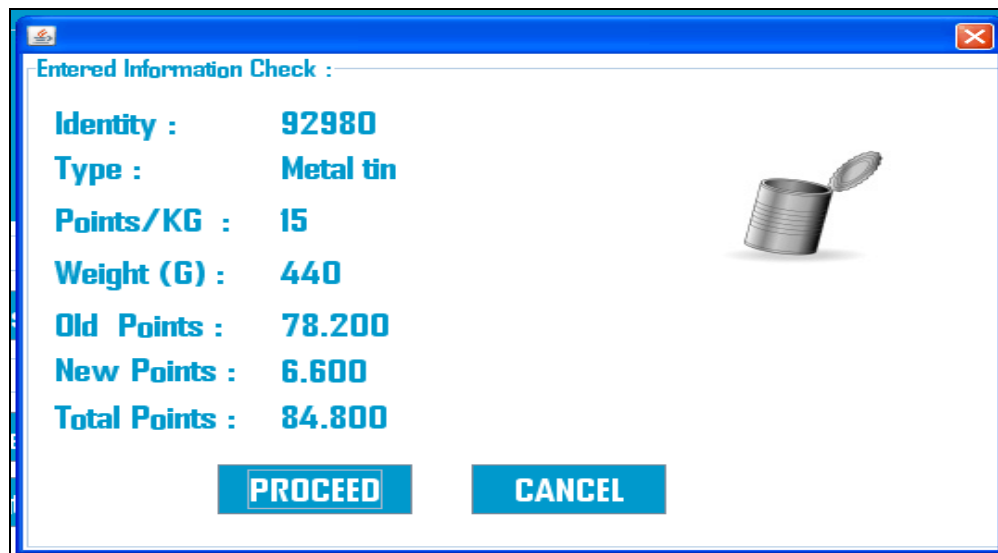 Entered Information Check :
Identity : 92980
Type : Metal tin
Points/KG : 15
Weight (G) : 440
Old Points : 78.200
New Points : 6.600
Total Points : 84.800
PROCEED CANCEL